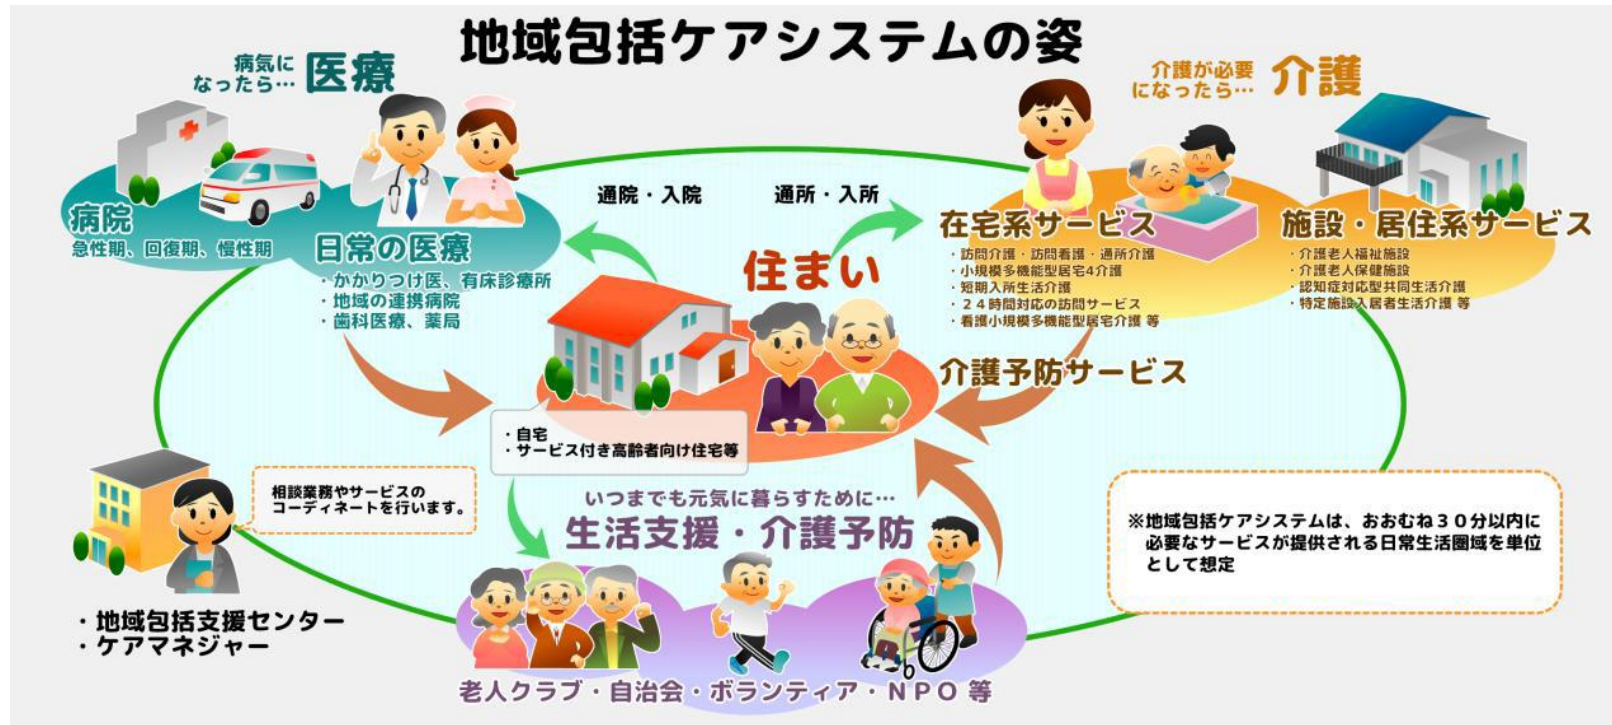 地域包括ケアシステムの姿
病気に
なったら…
医療
介護が必要
になったら…
介護
病院
急性期、回復期、慢性期
日常の医療
・かかりつけ医、有床診療所
・地域の連携病院
・歯科医療、薬局
通院・入院
通所・入所
住まい
在宅系サービス
・訪問介護・訪問看護・通所介護
・小規模多機能型居宅4介護
・短期入所生活介護
・２４時間対応の訪問サービス
・看護小規模多機能型居宅介護 等
施設・居住系サービス
・介護老人福祉施設
・介護老人保健施設
・認知症対応型共同生活介護
・特定施設入居者生活介護 等
介護予防サービス
・自宅
・サービス付き高齢者向け住宅等
相談業務やサービスの
コーディネートを行います。
・地域包括支援センター
・ケアマネジャー
いつまでも元気に暮らすために…
生活支援・介護予防
老人クラブ・自治会・ボランティア・ＮＰＯ 等
※地域包括ケアシステムは、おおむね３０分以内に
必要なサービスが提供される日常生活圏域を単位
として想定